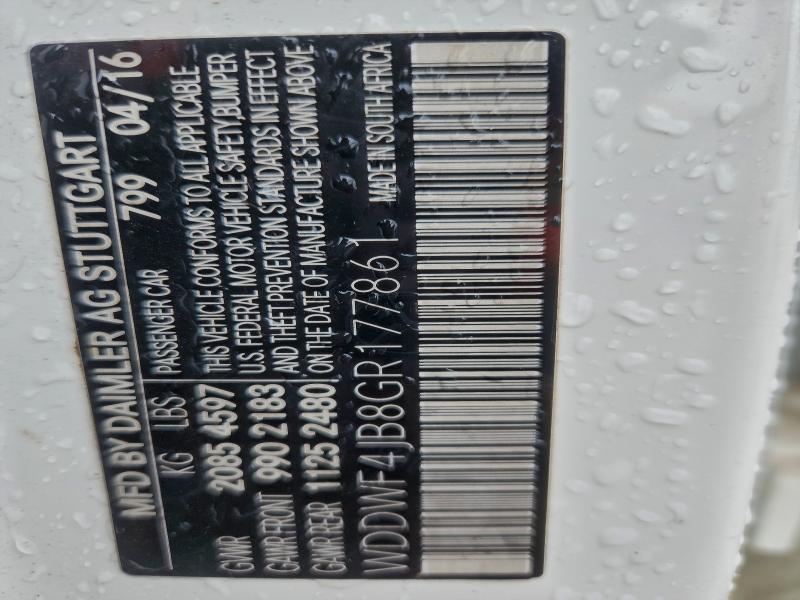 MFD BY DAIMLER AG STUTTGART
799 04/16
KG LBS PASSENGER CAR
GVWR 2085 4597 THIS VEHICLE CONFORMS TO ALL APPLICABLE
GAWR FRONT 990 2183 U.S. FEDERAL MOTOR VEHICLE SAFETY, BUMPER
GAWR REAR 1125 2480 AND THEFT PREVENTION STANDARDS IN EFFECT
ON THE DATE OF MANUFACTURE SHOWN ABOVE
WDDWF4JB8GR177861 MADE IN SOUTH AFRICA